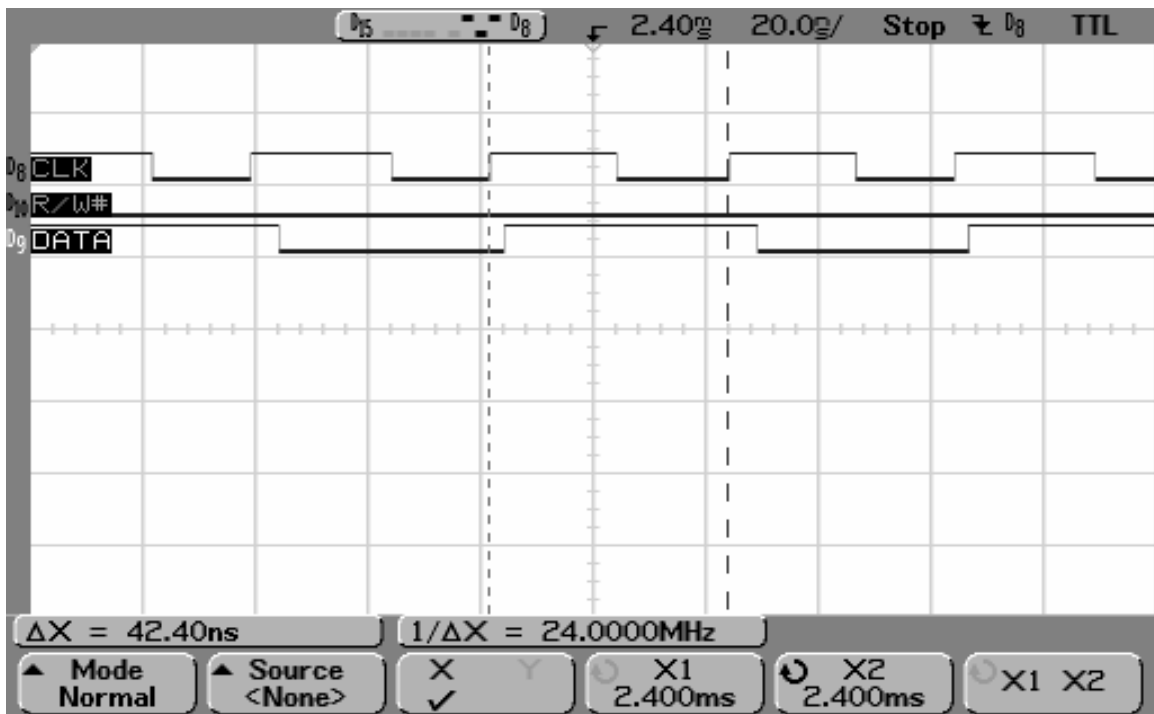 D15 D8 2.40ms 20.0ns/ Stop D8 TTL
D8 CLK
D10 R/W#
D9 DATA
ΔX = 42.40ns 1/ΔX = 24.0000MHz
Mode Source X Y X1 X2 X1 X2
Normal <None> ✓ 2.400ms 2.400ms